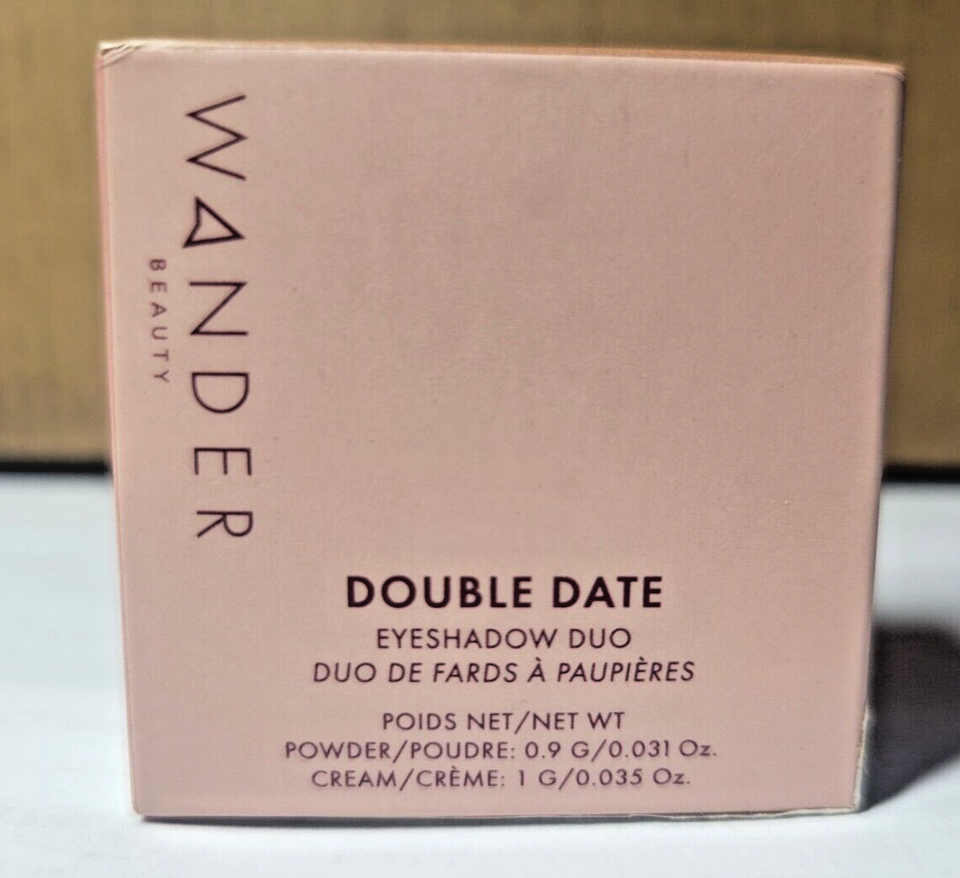 WANDER
BEAUTY
DOUBLE DATE
EYESHADOW DUO
DUO DE FARDS À PAUPIÈRES
POIDS NET/NET WT
POWDER/POUDRE: 0.9 G/0.031 Oz.
CREAM/CRÈME: 1 G/0.035 Oz.